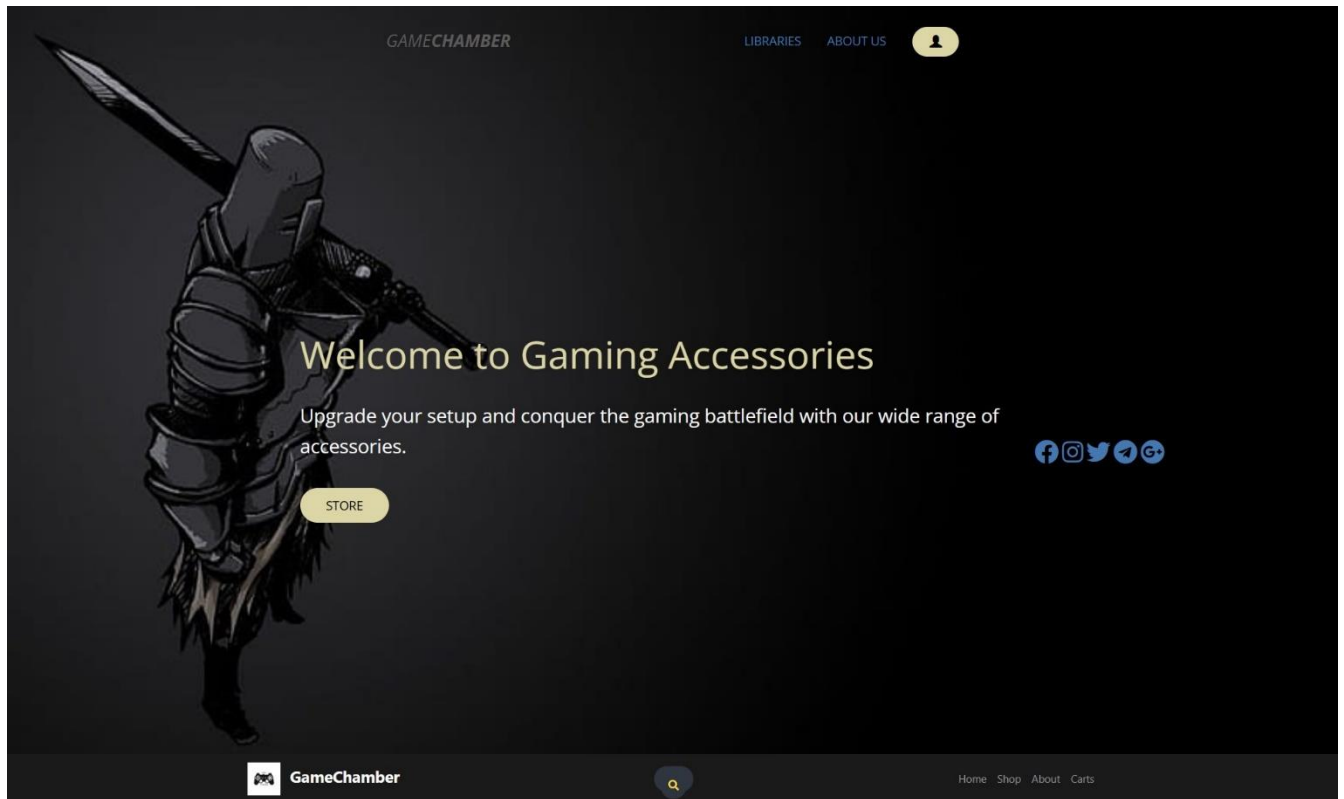 GAMECHAMBER
LIBRARIES
ABOUT US
Welcome to Gaming Accessories
Upgrade your setup and conquer the gaming battlefield with our wide range of
accessories.
STORE
GameChamber
Home Shop About Carts